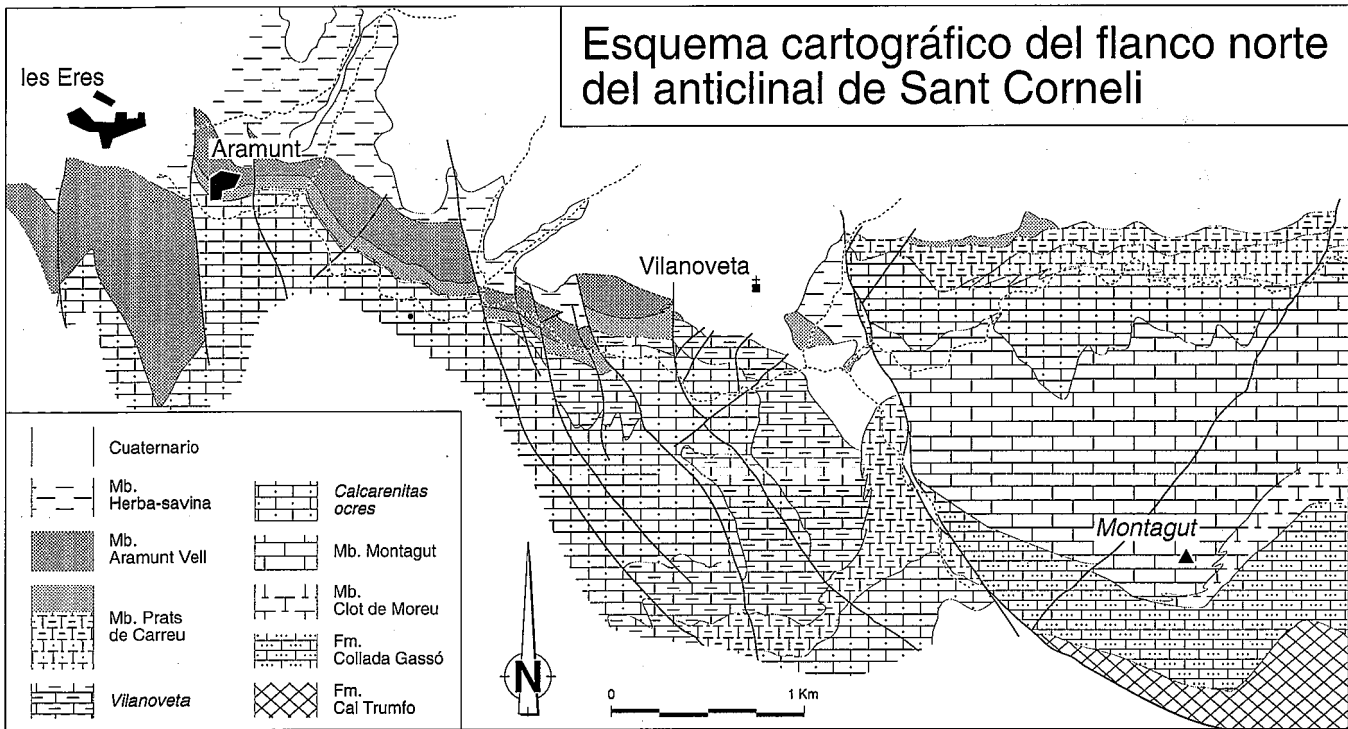 Esquema cartográfico del flanco norte
del anticlinal de Sant Corneli
les Eres
Aramunt
Vilanoveta
Montagut
Cuaternario
Mb.
Herba-savina
Mb.
Aramunt Vell
Mb. Prats
de Carreu
Vilanoveta
Calcarenitas
ocres
Mb. Montagut
Mb.
Clot de Moreu
Fm.
Collada Gassó
Fm.
Cal Trumfo
N
0 1 Km